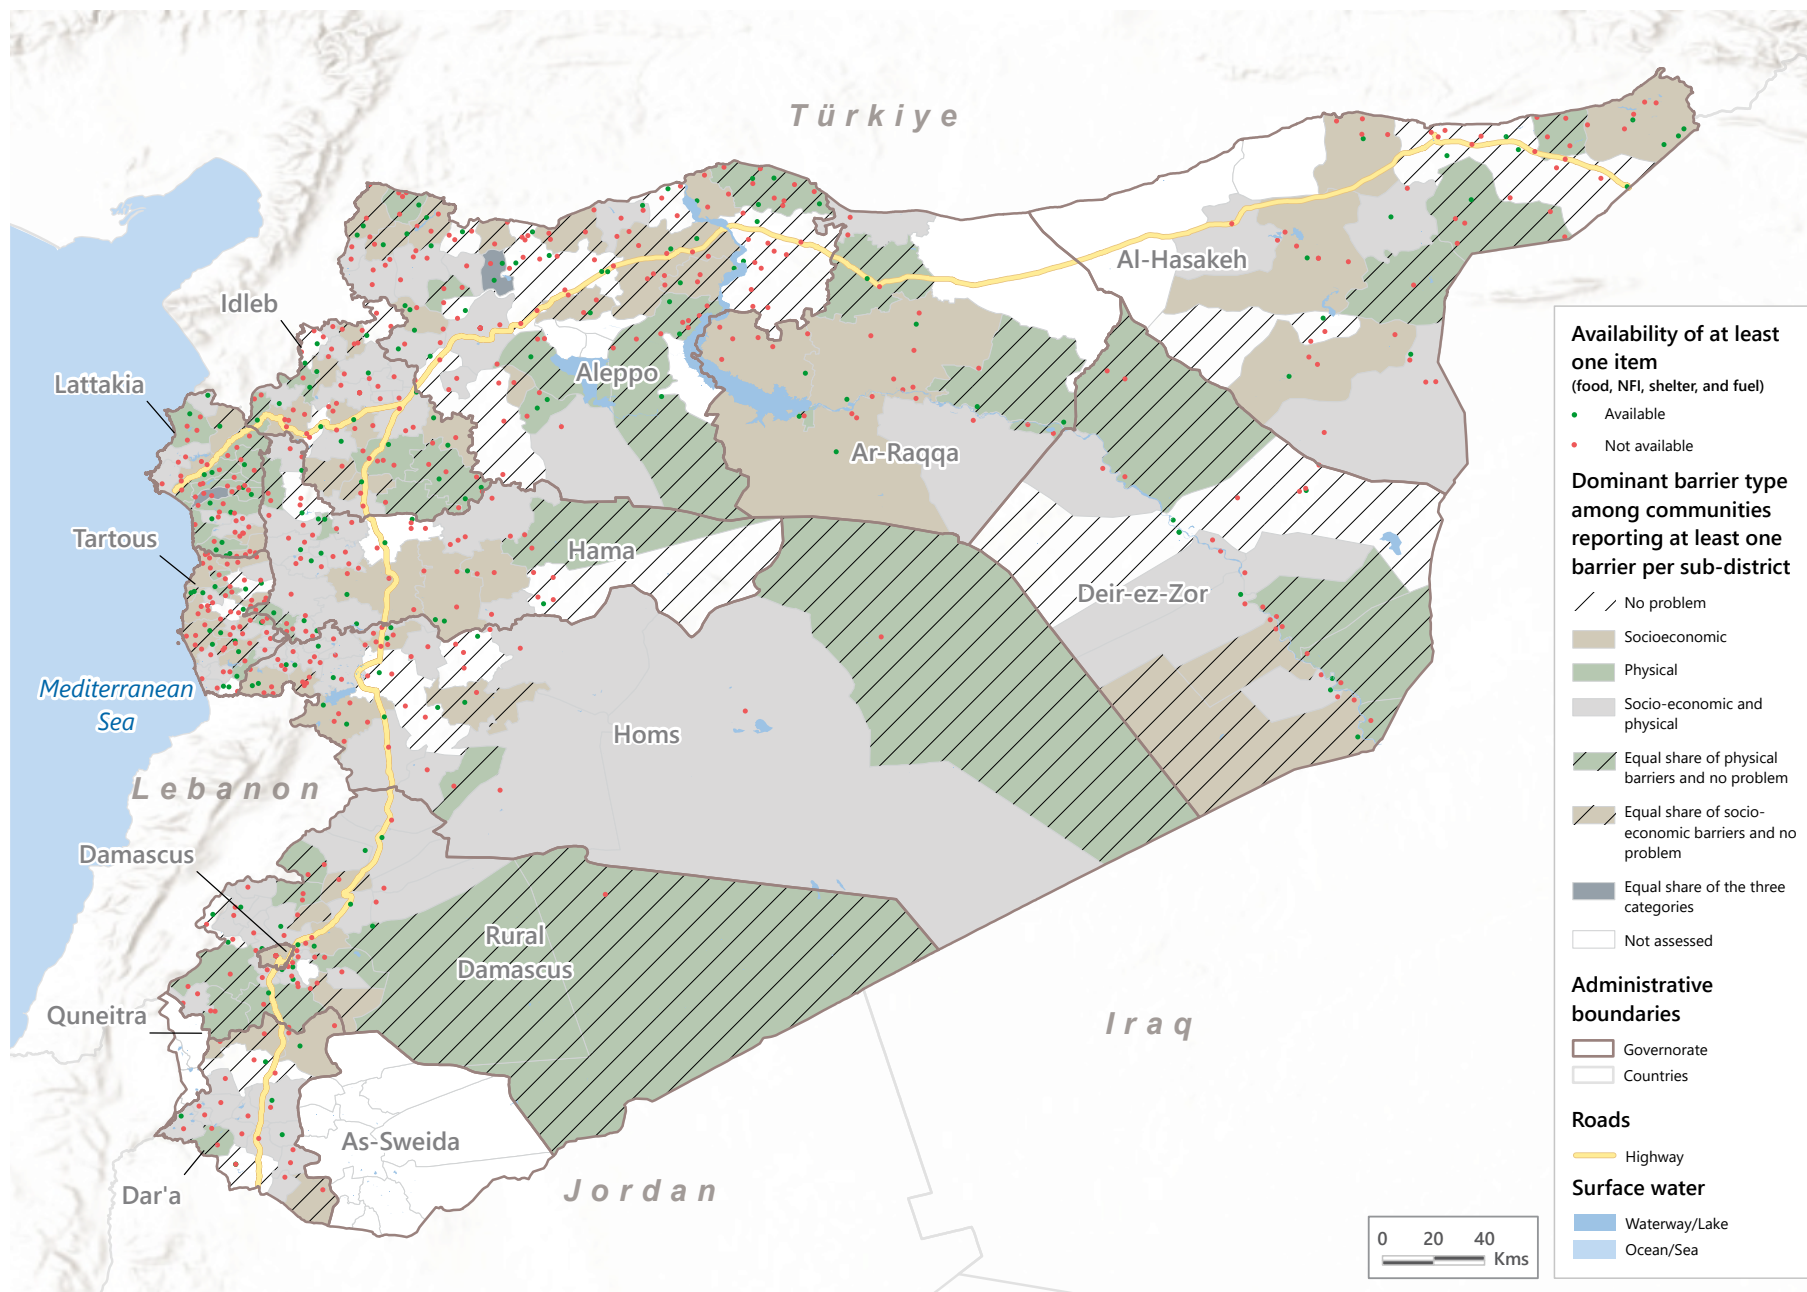 Türkiye
Al-Hasakeh
Idleb
Lattakia
Aleppo
Ar-Raqqa
Tartous
Hama
Deir-ez-Zor
Mediterranean
Sea
Homs
Lebanon
Damascus
Rural
Damascus
Quneitra
Iraq
As-Sweida
Dar'a
Jordan
Availability of at least
one item
(food, NFI, shelter, and fuel)
Available
Not available
Dominant barrier type
among communities
reporting at least one
barrier per sub-district
No problem
Socioeconomic
Physical
Socio-economic and
physical
Equal share of physical
barriers and no problem
Equal share of socio-
economic barriers and no
problem
Equal share of the three
categories
Not assessed
Administrative
boundaries
Governorate
Countries
Roads
Highway
Surface water
Waterway/Lake
Ocean/Sea
0 20 40
Kms